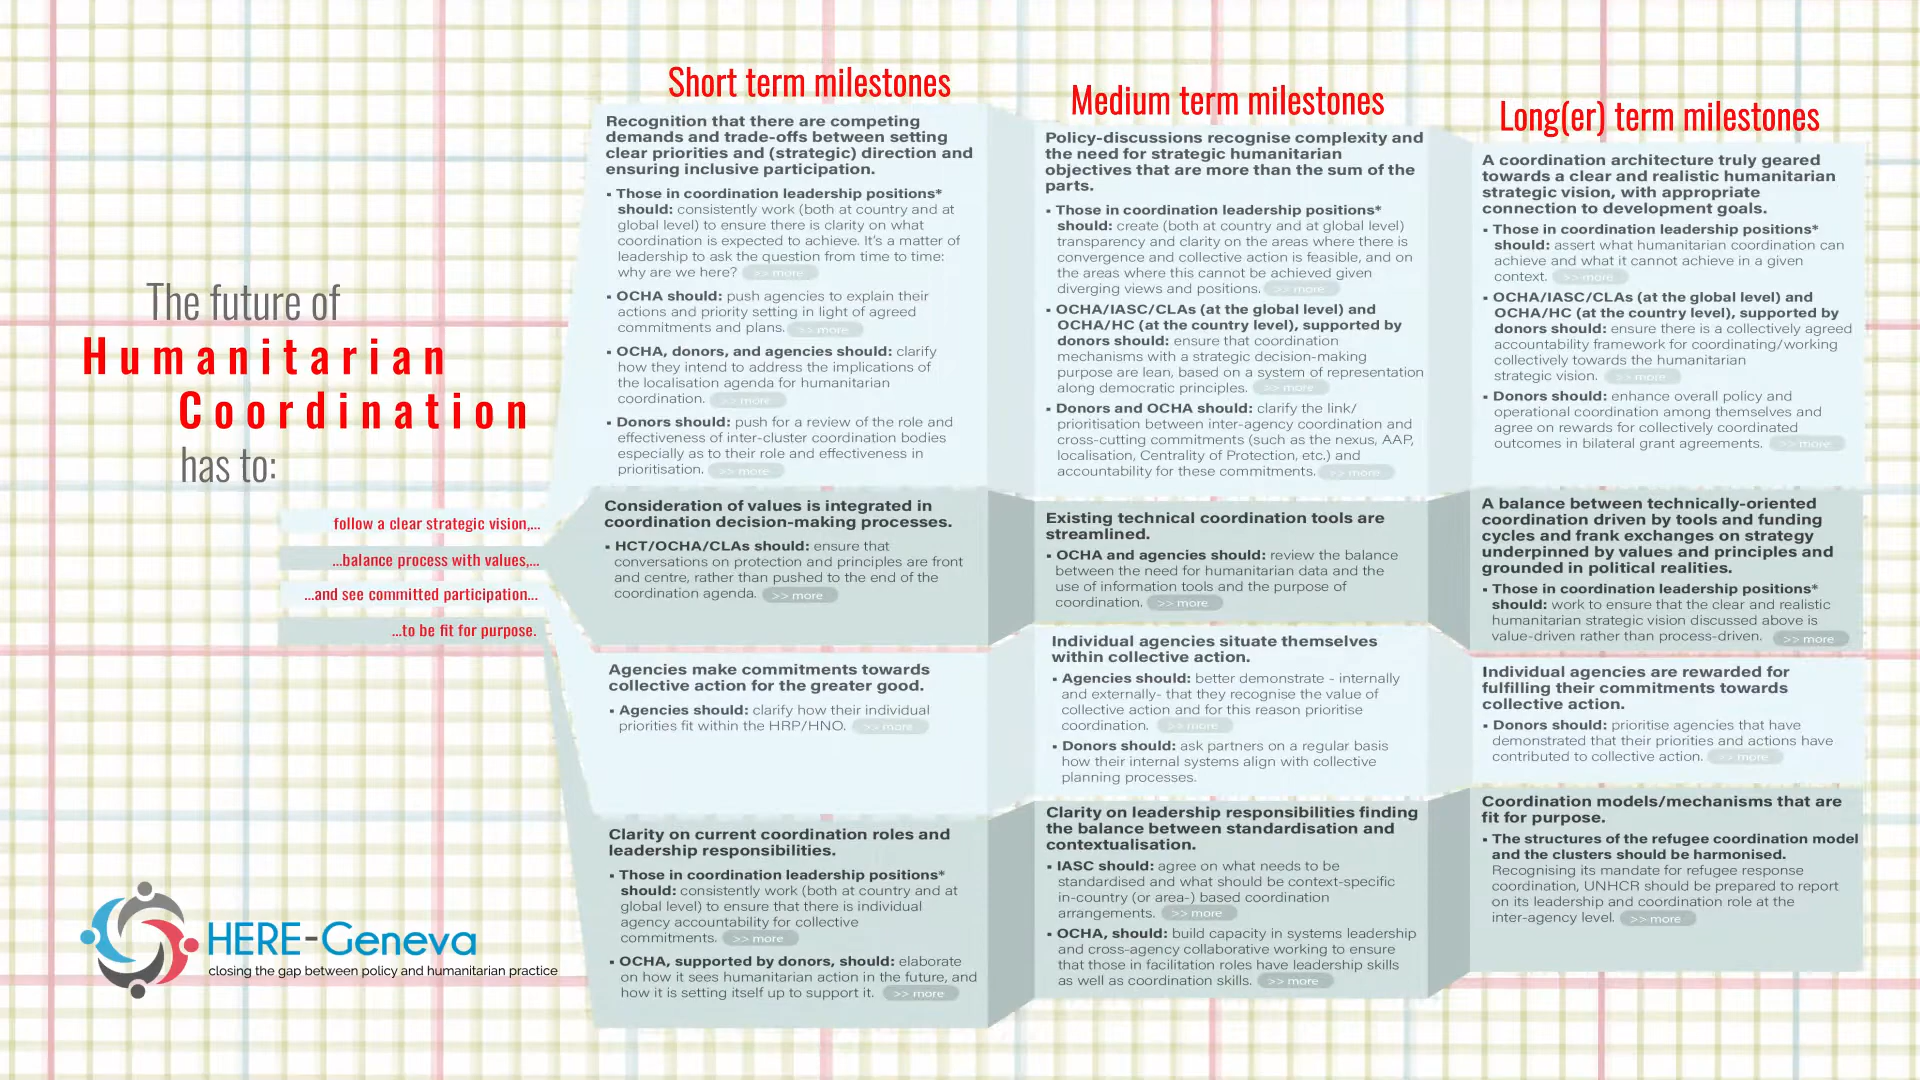 The future of
Humanitarian
Coordination
has to:
follow a clear strategic vision,...
...balance process with values,...
...and see committed participation...
...to be fit for purpose.
HERE-Geneva
closing the gap between policy and humanitarian practice
Short term milestones
Recognition that there are competing
demands and trade-offs between setting
clear priorities and (strategic) direction and
ensuring inclusive participation.
▪ Those in coordination leadership positions*
should: consistently work (both at country and at
global level) to ensure there is clarity on what
coordination is expected to achieve. It's a matter of
leadership to ask the question from time to time:
why are we here? >> more
▪ OCHA should: push agencies to explain their
actions and priority setting in light of agreed
commitments and plans. >> more
▪ OCHA, donors, and agencies should: clarify
how they intend to address the implications of
the localisation agenda for humanitarian
coordination. >> more
▪ Donors should: push for a review of the role and
effectiveness of inter-cluster coordination bodies
especially as to their role and effectiveness in
prioritisation. >> more
Consideration of values is integrated in
coordination decision-making processes.
▪ HCT/OCHA/CLAs should: ensure that
conversations on protection and principles are front
and centre, rather than pushed to the end of the
coordination agenda. >> more
Agencies make commitments towards
collective action for the greater good.
▪ Agencies should: clarify how their individual
priorities fit within the HRP/HNO. >> more
Clarity on current coordination roles and
leadership responsibilities.
▪ Those in coordination leadership positions*
should: consistently work (both at country and at
global level) to ensure that there is individual
agency accountability for collective
commitments. >> more
▪ OCHA, supported by donors, should: elaborate
on how it sees humanitarian action in the future, and
how it is setting itself up to support it. >> more
Medium term milestones
Policy-discussions recognise complexity and
the need for strategic humanitarian
objectives that are more than the sum of the
parts.
▪ Those in coordination leadership positions*
should: create (both at country and at global level)
transparency and clarity on the areas where there is
convergence and collective action is feasible, and on
the areas where this cannot be achieved given
diverging views and positions. >> more
▪ OCHA/IASC/CLAs (at the global level) and
OCHA/HC (at the country level), supported by
donors should: ensure that coordination
mechanisms with a strategic decision-making
purpose are lean, based on a system of representation
along democratic principles. >> more
▪ Donors and OCHA should: clarify the link/
prioritisation between inter-agency coordination and
cross-cutting commitments (such as the nexus, AAP,
localisation, Centrality of Protection, etc.) and
accountability for these commitments. >> more
Existing technical coordination tools are
streamlined.
▪ OCHA and agencies should: review the balance
between the need for humanitarian data and the
use of information tools and the purpose of
coordination. >> more
Individual agencies situate themselves
within collective action.
▪ Agencies should: better demonstrate - internally
and externally- that they recognise the value of
collective action and for this reason prioritise
coordination. >> more
▪ Donors should: ask partners on a regular basis
how their internal systems align with collective
planning processes.
Clarity on leadership responsibilities finding
the balance between standardisation and
contextualisation.
▪ IASC should: agree on what needs to be
standardised and what should be context-specific
in-country (or area-) based coordination
arrangements. >> more
▪ OCHA, should: build capacity in systems leadership
and cross-agency collaborative working to ensure
that those in facilitation roles have leadership skills
as well as coordination skills. >> more
Long(er) term milestones
A coordination architecture truly geared
towards a clear and realistic humanitarian
strategic vision, with appropriate
connection to development goals.
▪ Those in coordination leadership positions*
should: assert what humanitarian coordination can
achieve and what it cannot achieve in a given
context. >> more
▪ OCHA/IASC/CLAs (at the global level) and
OCHA/HC (at the country level), supported by
donors should: ensure there is a collectively agreed
accountability framework for coordinating/working
collectively towards the humanitarian
strategic vision. >> more
▪ Donors should: enhance overall policy and
operational coordination among themselves and
agree on rewards for collectively coordinated
outcomes in bilateral grant agreements. >> more
A balance between technically-oriented
coordination driven by tools and funding
cycles and frank exchanges on strategy
underpinned by values and principles and
grounded in political realities.
▪ Those in coordination leadership positions*
should: work to ensure that the clear and realistic
humanitarian strategic vision discussed above is
value-driven rather than process-driven. >> more
Individual agencies are rewarded for
fulfilling their commitments towards
collective action.
▪ Donors should: prioritise agencies that have
demonstrated that their priorities and actions have
contributed to collective action. >> more
Coordination models/mechanisms that are
fit for purpose.
▪ The structures of the refugee coordination model
and the clusters should be harmonised.
Recognising its mandate for refugee response
coordination, UNHCR should be prepared to report
on its leadership and coordination role at the
inter-agency level. >> more